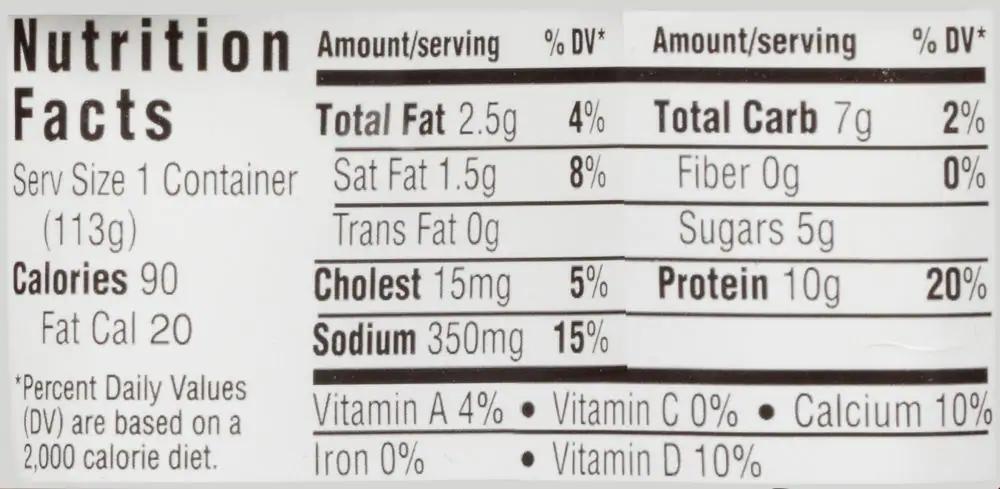 Nutrition
Facts
Serv Size 1 Container
(113g)
Calories 90
Fat Cal 20
*Percent Daily Values
(DV) are based on a
2,000 calorie diet.
Amount/serving % DV*
Total Fat 2.5g 4%
Sat Fat 1.5g 8%
Trans Fat 0g
Cholest 15mg 5%
Sodium 350mg 15%
Amount/serving % DV*
Total Carb 7g 2%
Fiber 0g 0%
Sugars 5g
Protein 10g 20%
Vitamin A 4% • Vitamin C 0% • Calcium 10%
Iron 0% • Vitamin D 10%